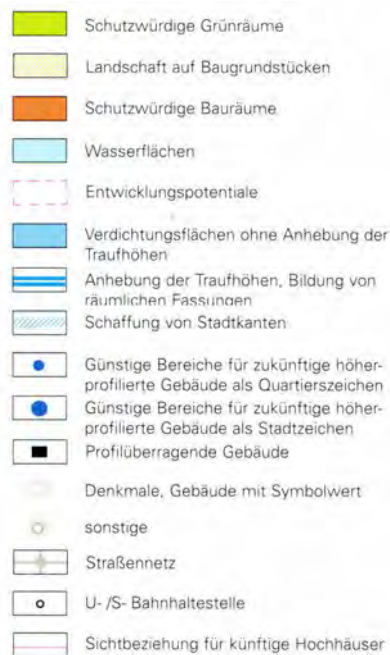 Schutzwürdige Grünräume
Landschaft auf Baugrundstücken
Schutzwürdige Bauräume
Wasserflächen
Entwicklungspotentiale
Verdichtungsflächen ohne Anhebung der
Traufhöhen
Anhebung der Traufhöhen, Bildung von
räumlichen Fassungen
Schaffung von Stadtkanten
Günstige Bereiche für zukünftige höher-
profilierte Gebäude als Quartierszeichen
Günstige Bereiche für zukünftige höher-
profilierte Gebäude als Stadtzeichen
Profilüberragende Gebäude
Denkmale, Gebäude mit Symbolwert
sonstige
Straßennetz
U- /S- Bahnhaltestelle
Sichtbeziehung für künftige Hochhäuser